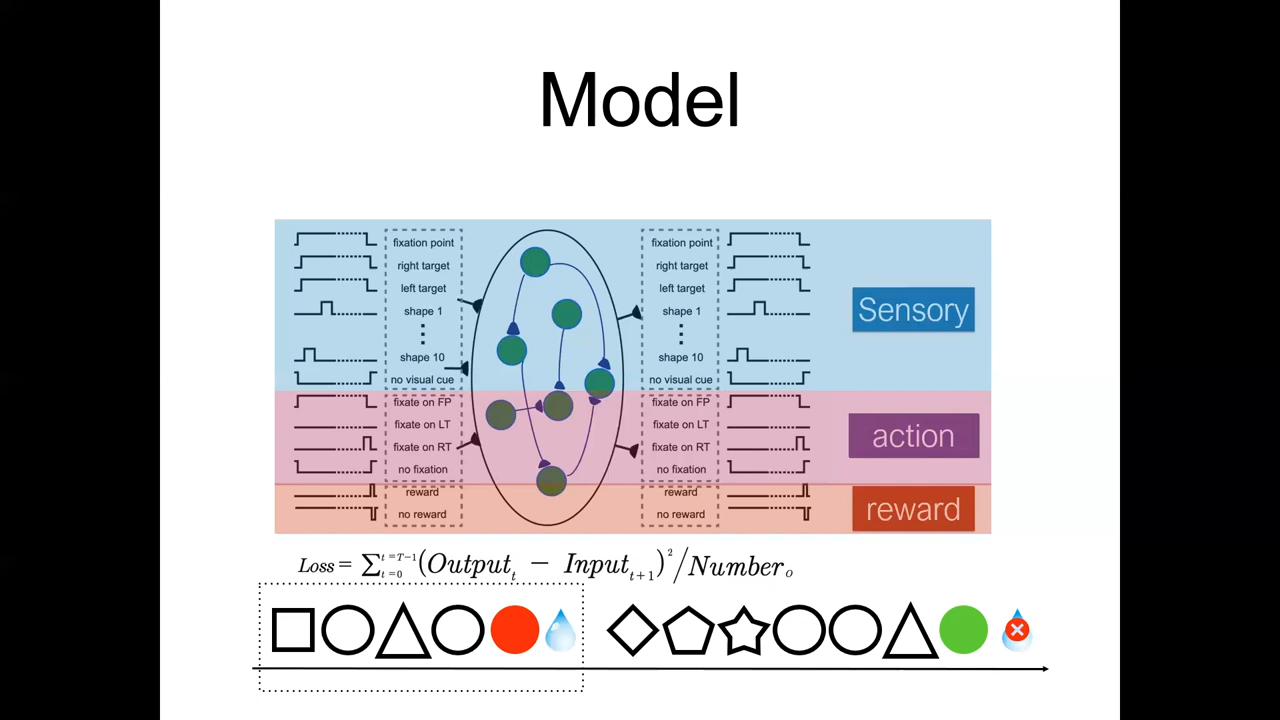 Model
fixation point
right target
left target
shape 1
shape 10
no visual cue
fixate on FP
fixate on LT
fixate on RT
no fixation
reward
no reward
fixation point
right target
left target
shape 1
shape 10
no visual cue
fixate on FP
fixate on LT
fixate on RT
no fixation
reward
no reward
Sensory
action
reward
Loss = ∑ t=0 t=T−1 (Output_t − Input_{t+1})²/Number_o